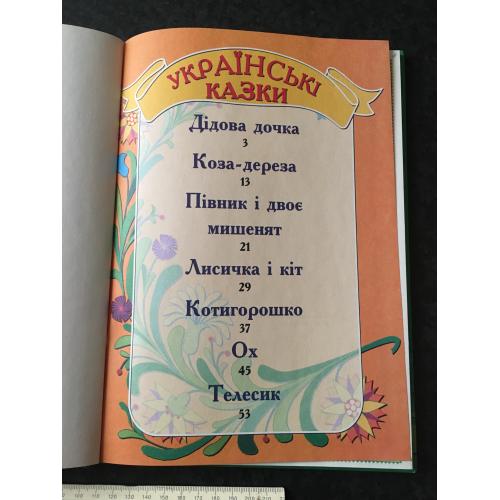 УКРАЇНСЬКІ
КАЗКИ
Дідова дочка
3
Коза-дереза
13
Півник і двоє
мишенят
21
Лисичка і кіт
29
Котигорошко
37
Ох
45
Телесик
53